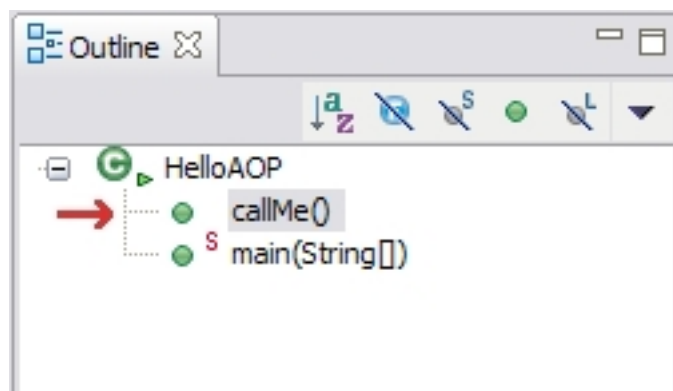 Outline
a
z
S
L
HelloAOP
callMe()
S main(String[])